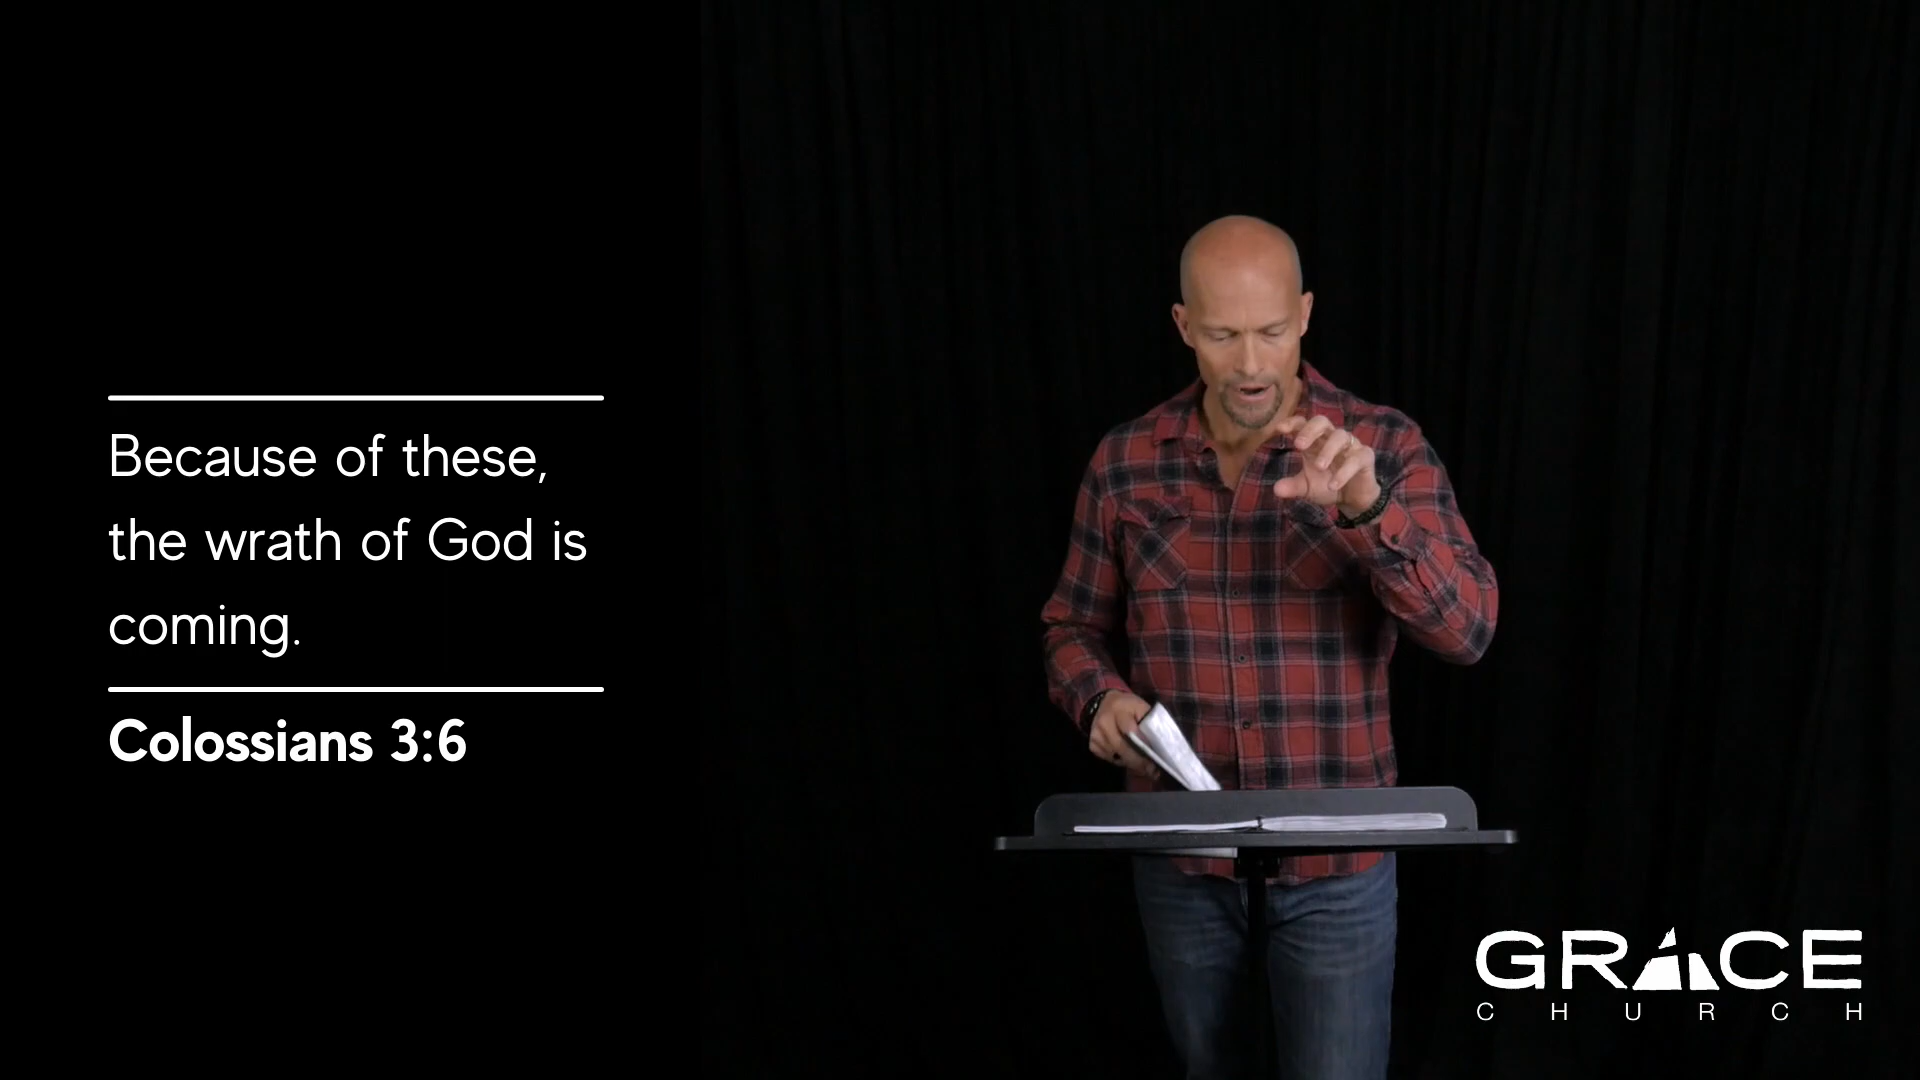 Because of these,
the wrath of God is
coming.
Colossians 3:6
GRACE
CHURCH